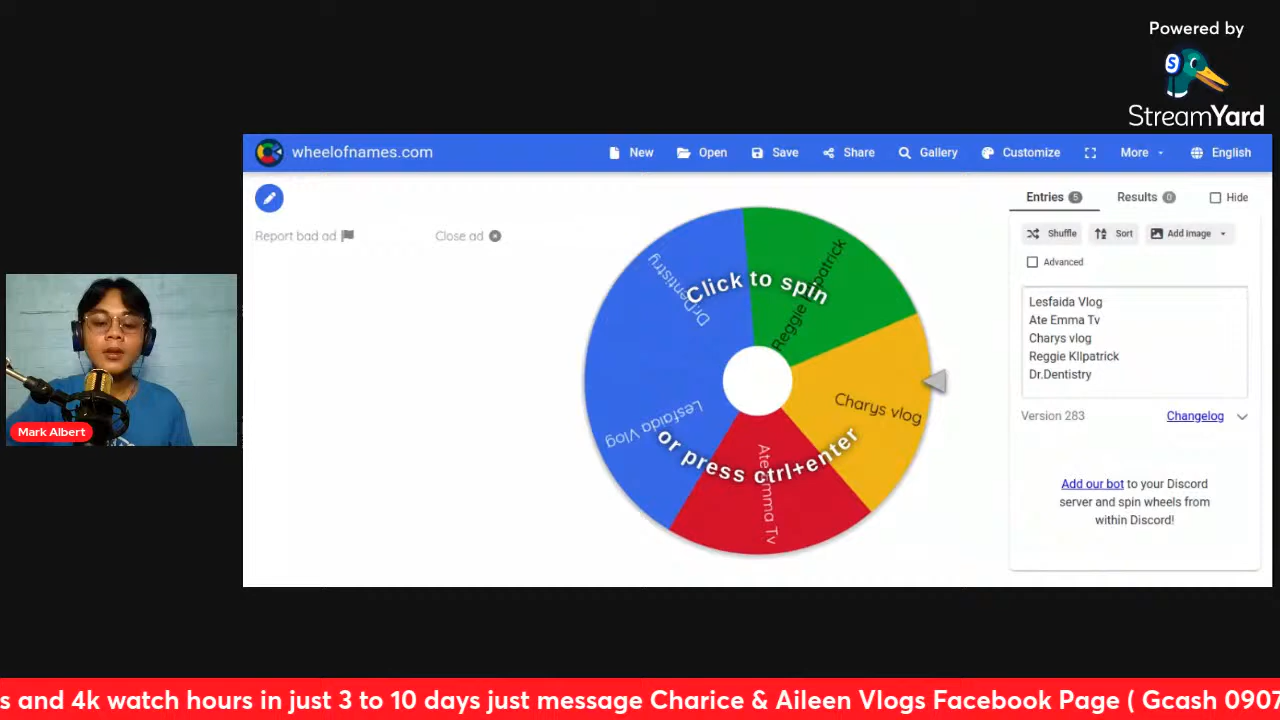 Powered by
StreamYard
wheelofnames.com
New
Open
Save
Share
Gallery
Customize
More
English
Report bad ad
Close ad
Entries 5
Results 0
Hide
Shuffle
Sort
Add image
Advanced
Lesfaida Vlog
Ate Emma Tv
Charys vlog
Reggie KIlpatrick
Dr.Dentistry
Version 283
Changelog
Add our bot to your Discord
server and spin wheels from
within Discord!
Click to spin
or press ctrl+enter
Dr.Dentistry
Reggie KIlpatrick
Charys vlog
Ate Emma Tv
Lesfaida Vlog
Mark Albert
s and 4k watch hours in just 3 to 10 days just message Charice & Aileen Vlogs Facebook Page ( Gcash 0907